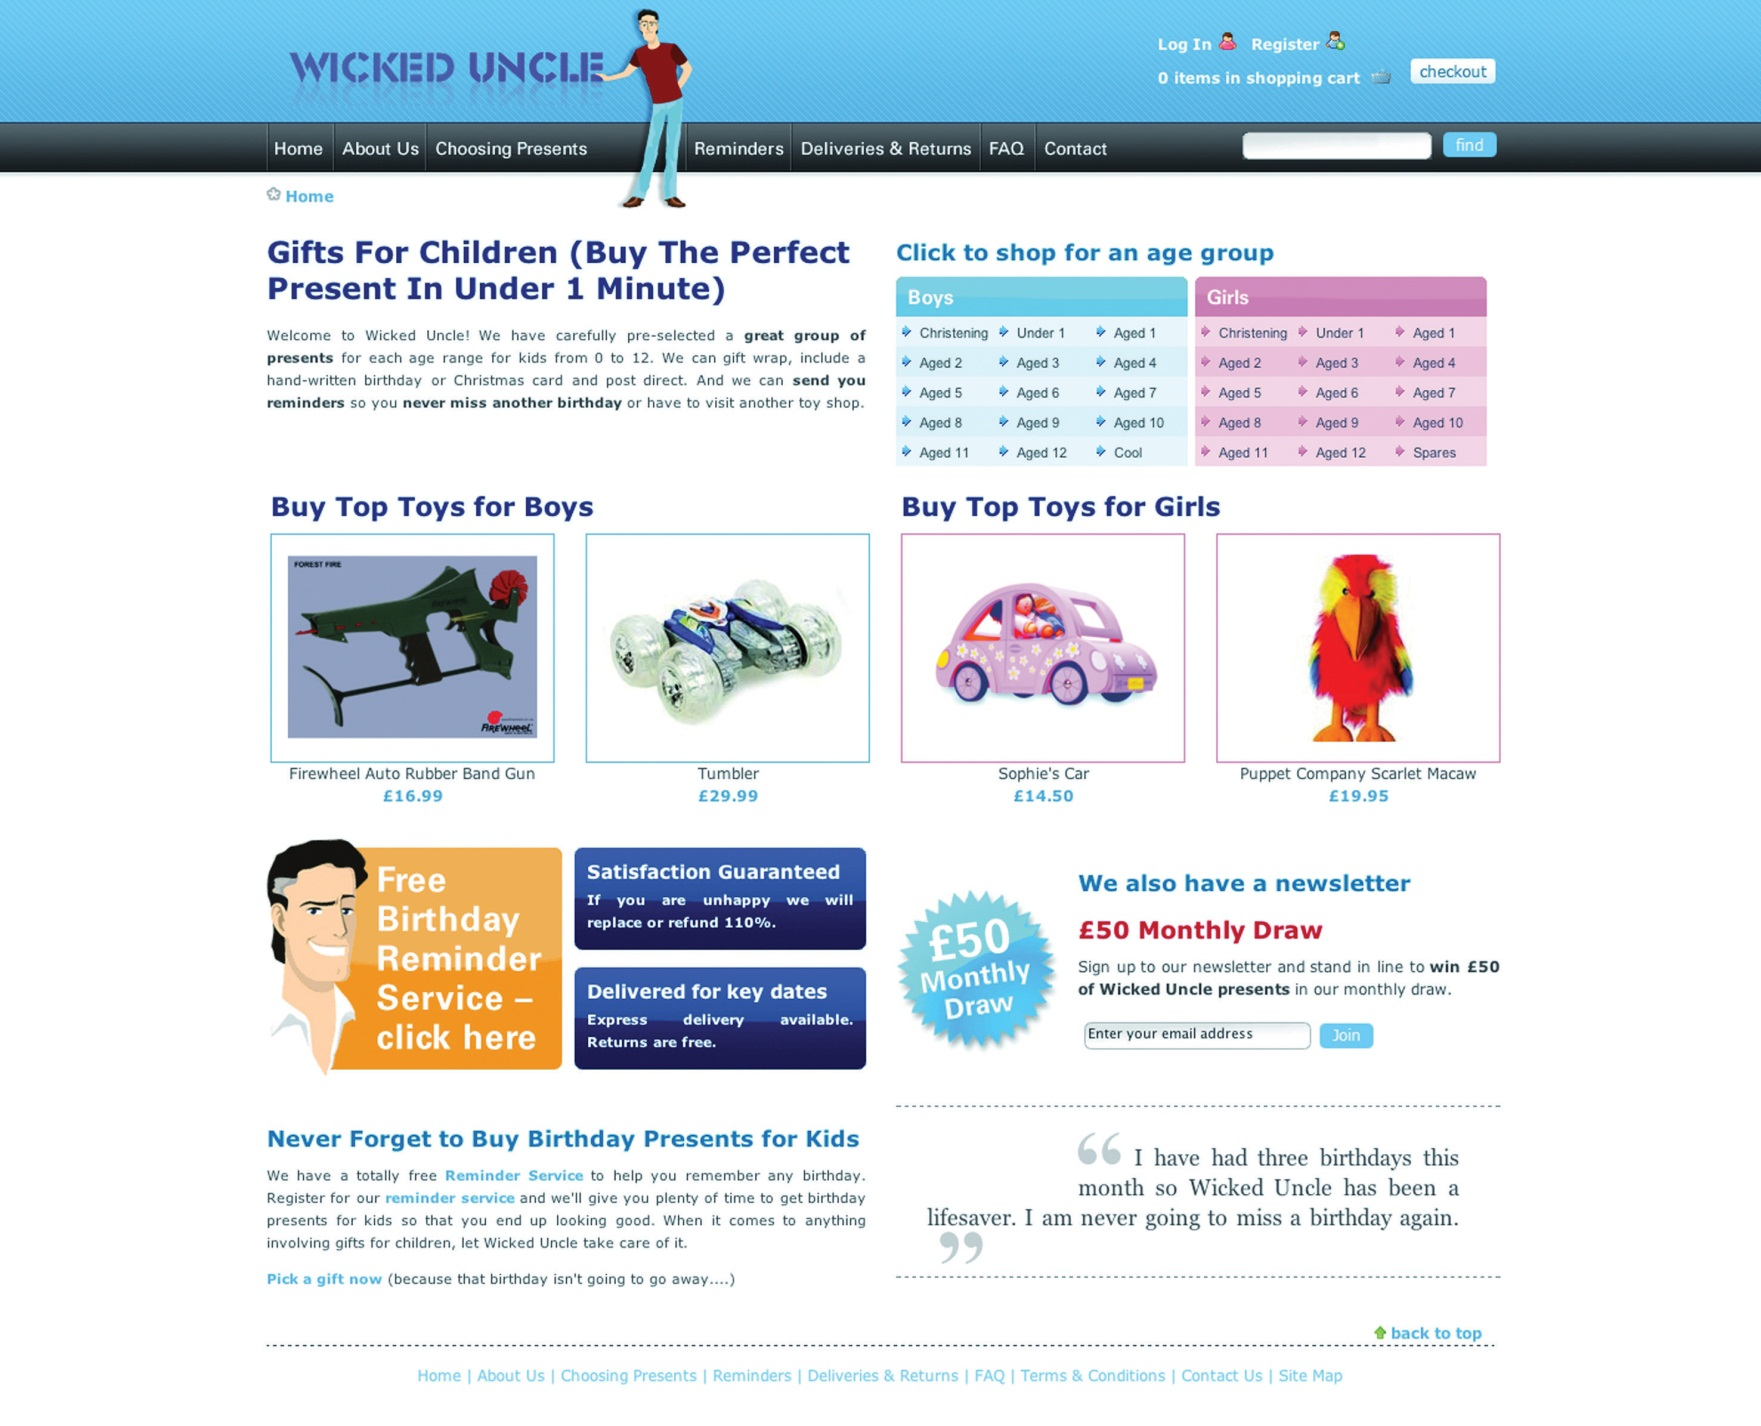 WICKED UNCLE
Log In Register
0 items in shopping cart checkout
Home About Us Choosing Presents Reminders Deliveries & Returns FAQ Contact find
Home
Gifts For Children (Buy The Perfect
Present In Under 1 Minute)
Welcome to Wicked Uncle! We have carefully pre-selected a great group of
presents for each age range for kids from 0 to 12. We can gift wrap, include a
hand-written birthday or Christmas card and post direct. And we can send you
reminders so you never miss another birthday or have to visit another toy shop.
Click to shop for an age group
Boys
Christening Under 1 Aged 1
Aged 2 Aged 3 Aged 4
Aged 5 Aged 6 Aged 7
Aged 8 Aged 9 Aged 10
Aged 11 Aged 12 Cool
Girls
Christening Under 1 Aged 1
Aged 2 Aged 3 Aged 4
Aged 5 Aged 6 Aged 7
Aged 8 Aged 9 Aged 10
Aged 11 Aged 12 Spares
Buy Top Toys for Boys
FOREST FIRE
FIREWHEEL
Firewheel Auto Rubber Band Gun
£16.99
Tumbler
£29.99
Buy Top Toys for Girls
Sophie's Car
£14.50
Puppet Company Scarlet Macaw
£19.95
Free
Birthday
Reminder
Service –
click here
Satisfaction Guaranteed
If you are unhappy we will
replace or refund 110%.
Delivered for key dates
Express delivery available.
Returns are free.
£50
Monthly
Draw
We also have a newsletter
£50 Monthly Draw
Sign up to our newsletter and stand in line to win £50
of Wicked Uncle presents in our monthly draw.
Enter your email address Join
Never Forget to Buy Birthday Presents for Kids
We have a totally free Reminder Service to help you remember any birthday.
Register for our reminder service and we'll give you plenty of time to get birthday
presents for kids so that you end up looking good. When it comes to anything
involving gifts for children, let Wicked Uncle take care of it.
Pick a gift now (because that birthday isn't going to go away....)
“ I have had three birthdays this
month so Wicked Uncle has been a
lifesaver. I am never going to miss a birthday again.
”
back to top
Home | About Us | Choosing Presents | Reminders | Deliveries & Returns | FAQ | Terms & Conditions | Contact Us | Site Map